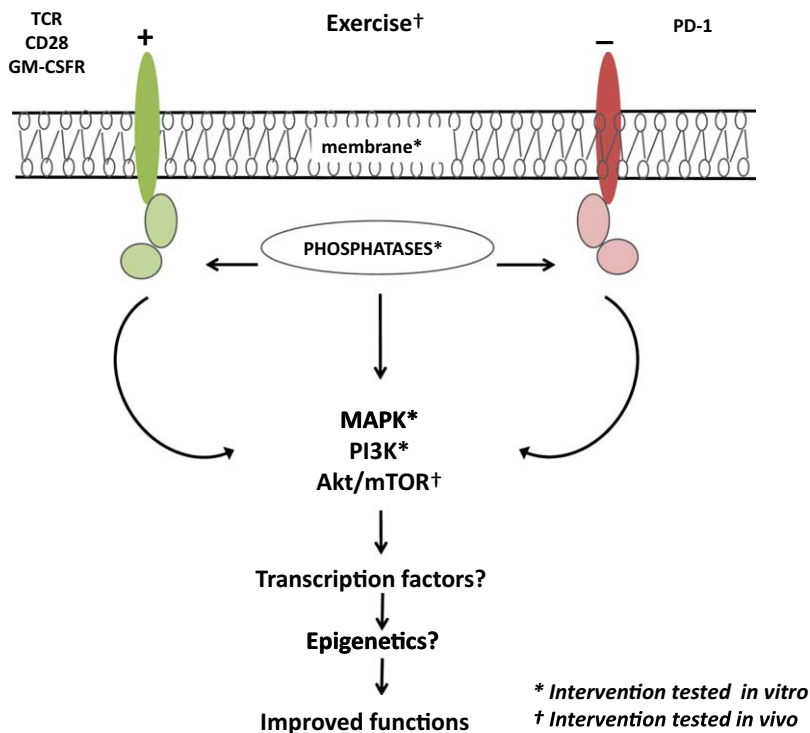 TCR
CD28
GM-CSFR
+
Exercise†
–
PD-1
membrane*
PHOSPHATASES*
MAPK*
PI3K*
Akt/mTOR†
Transcription factors?
Epigenetics?
Improved functions
* Intervention tested in vitro
† Intervention tested in vivo